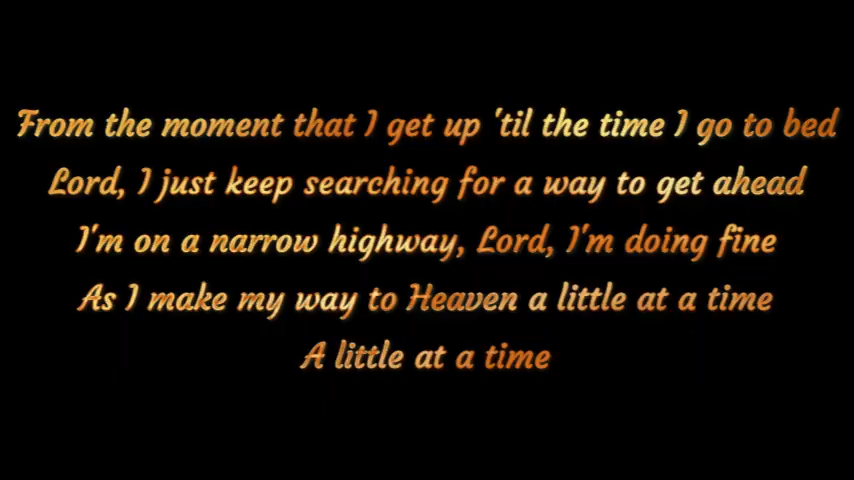 From the moment that I get up 'til the time I go to bed
Lord, I just keep searching for a way to get ahead
I'm on a narrow highway, Lord, I'm doing fine
As I make my way to Heaven a little at a time
A little at a time